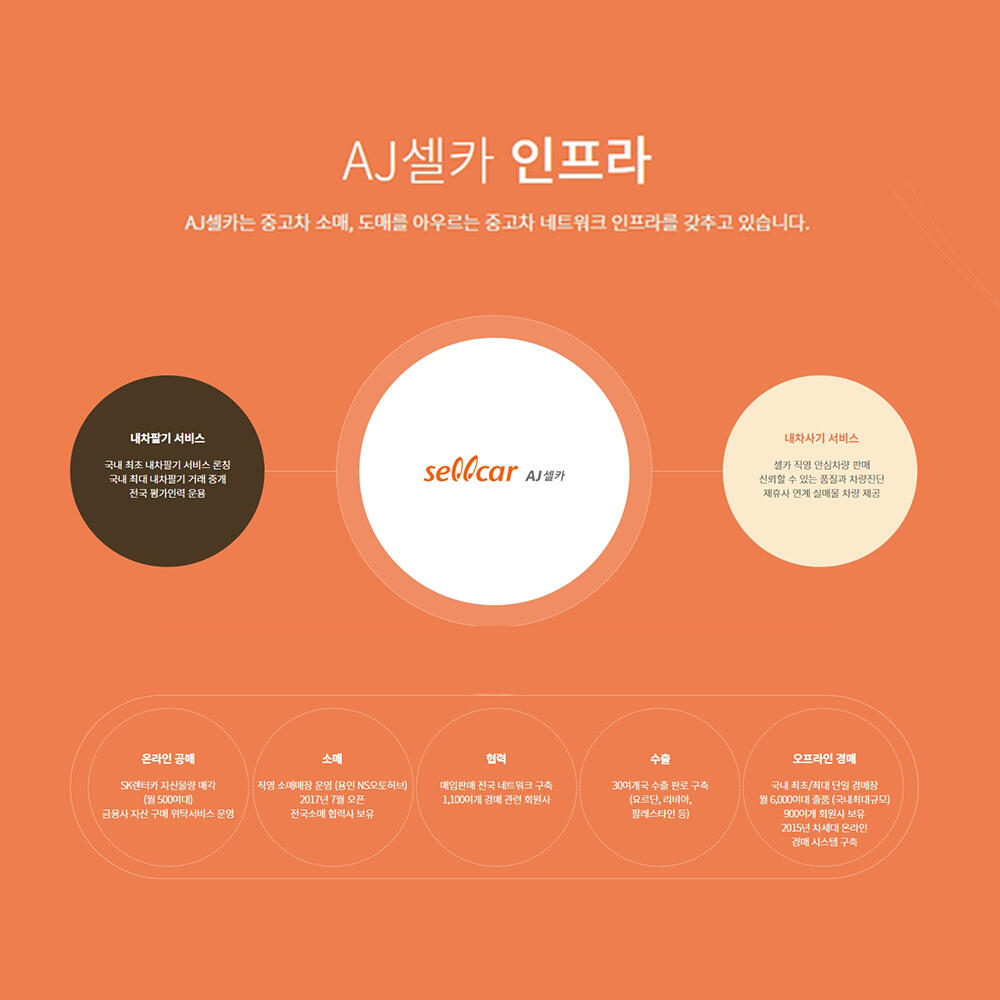 AJ셀카 인프라
AJ셀카는 중고차 소매, 도매를 아우르는 중고차 네트워크 인프라를 갖추고 있습니다.
내차팔기 서비스
국내 최초 내차팔기 서비스 론칭
국내 최대 내차팔기 거래 중개
전국 평가인력 운용
sellcar AJ셀카
내차사기 서비스
셀카 직영 안심차량 판매
신뢰할 수 있는 품질과 차량진단
제휴사 연계 실매물 차량 제공
온라인 공매
SK렌터카 자산물량 매각
(월 500여대)
금융사 자산 구매 위탁서비스 운영
소매
직영 소매매장 운영 (용인 NS오토허브)
2017년 7월 오픈
전국소매 협력사 보유
협력
매입판매 전국 네트워크 구축
1,100여개 경매 관련 회원사
수출
30여개국 수출 판로 구축
(요르단, 리비아,
팔레스타인 등)
오프라인 경매
국내 최초/최대 단일 경매장
월 6,000여대 출품 (국내최대규모)
900여개 회원사 보유
2015년 차세대 온라인
경매 시스템 구축